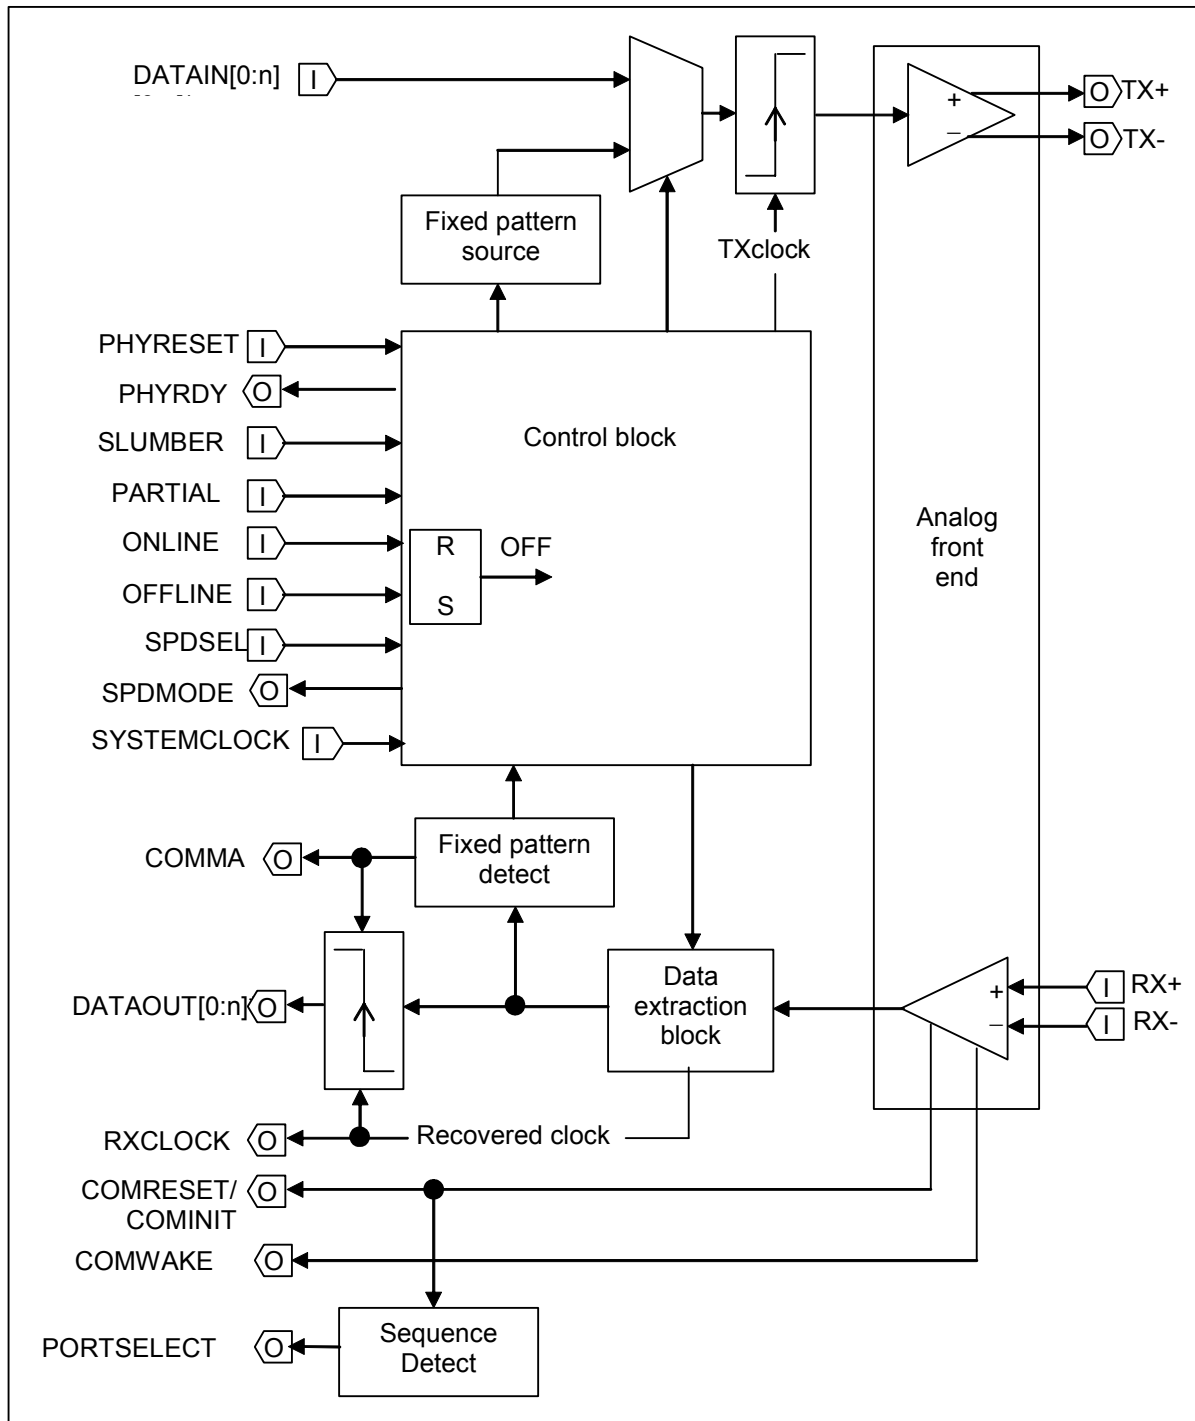 DATAIN[0:n]
I
+
−
O
TX+
O
TX-
Fixed pattern
source
TXclock
PHYRESET
I
PHYRDY
O
SLUMBER
I
Control block
PARTIAL
I
ONLINE
I
R
S
OFF
OFFLINE
I
SPDSEL
I
SPDMODE
O
SYSTEMCLOCK
I
Analog
front
end
COMMA
O
Fixed pattern
detect
DATAOUT[0:n]
O
Data
extraction
block
+
−
I
RX+
I
RX-
RXCLOCK
O
Recovered clock
COMRESET/
COMINIT
O
COMWAKE
O
PORTSELECT
O
Sequence
Detect